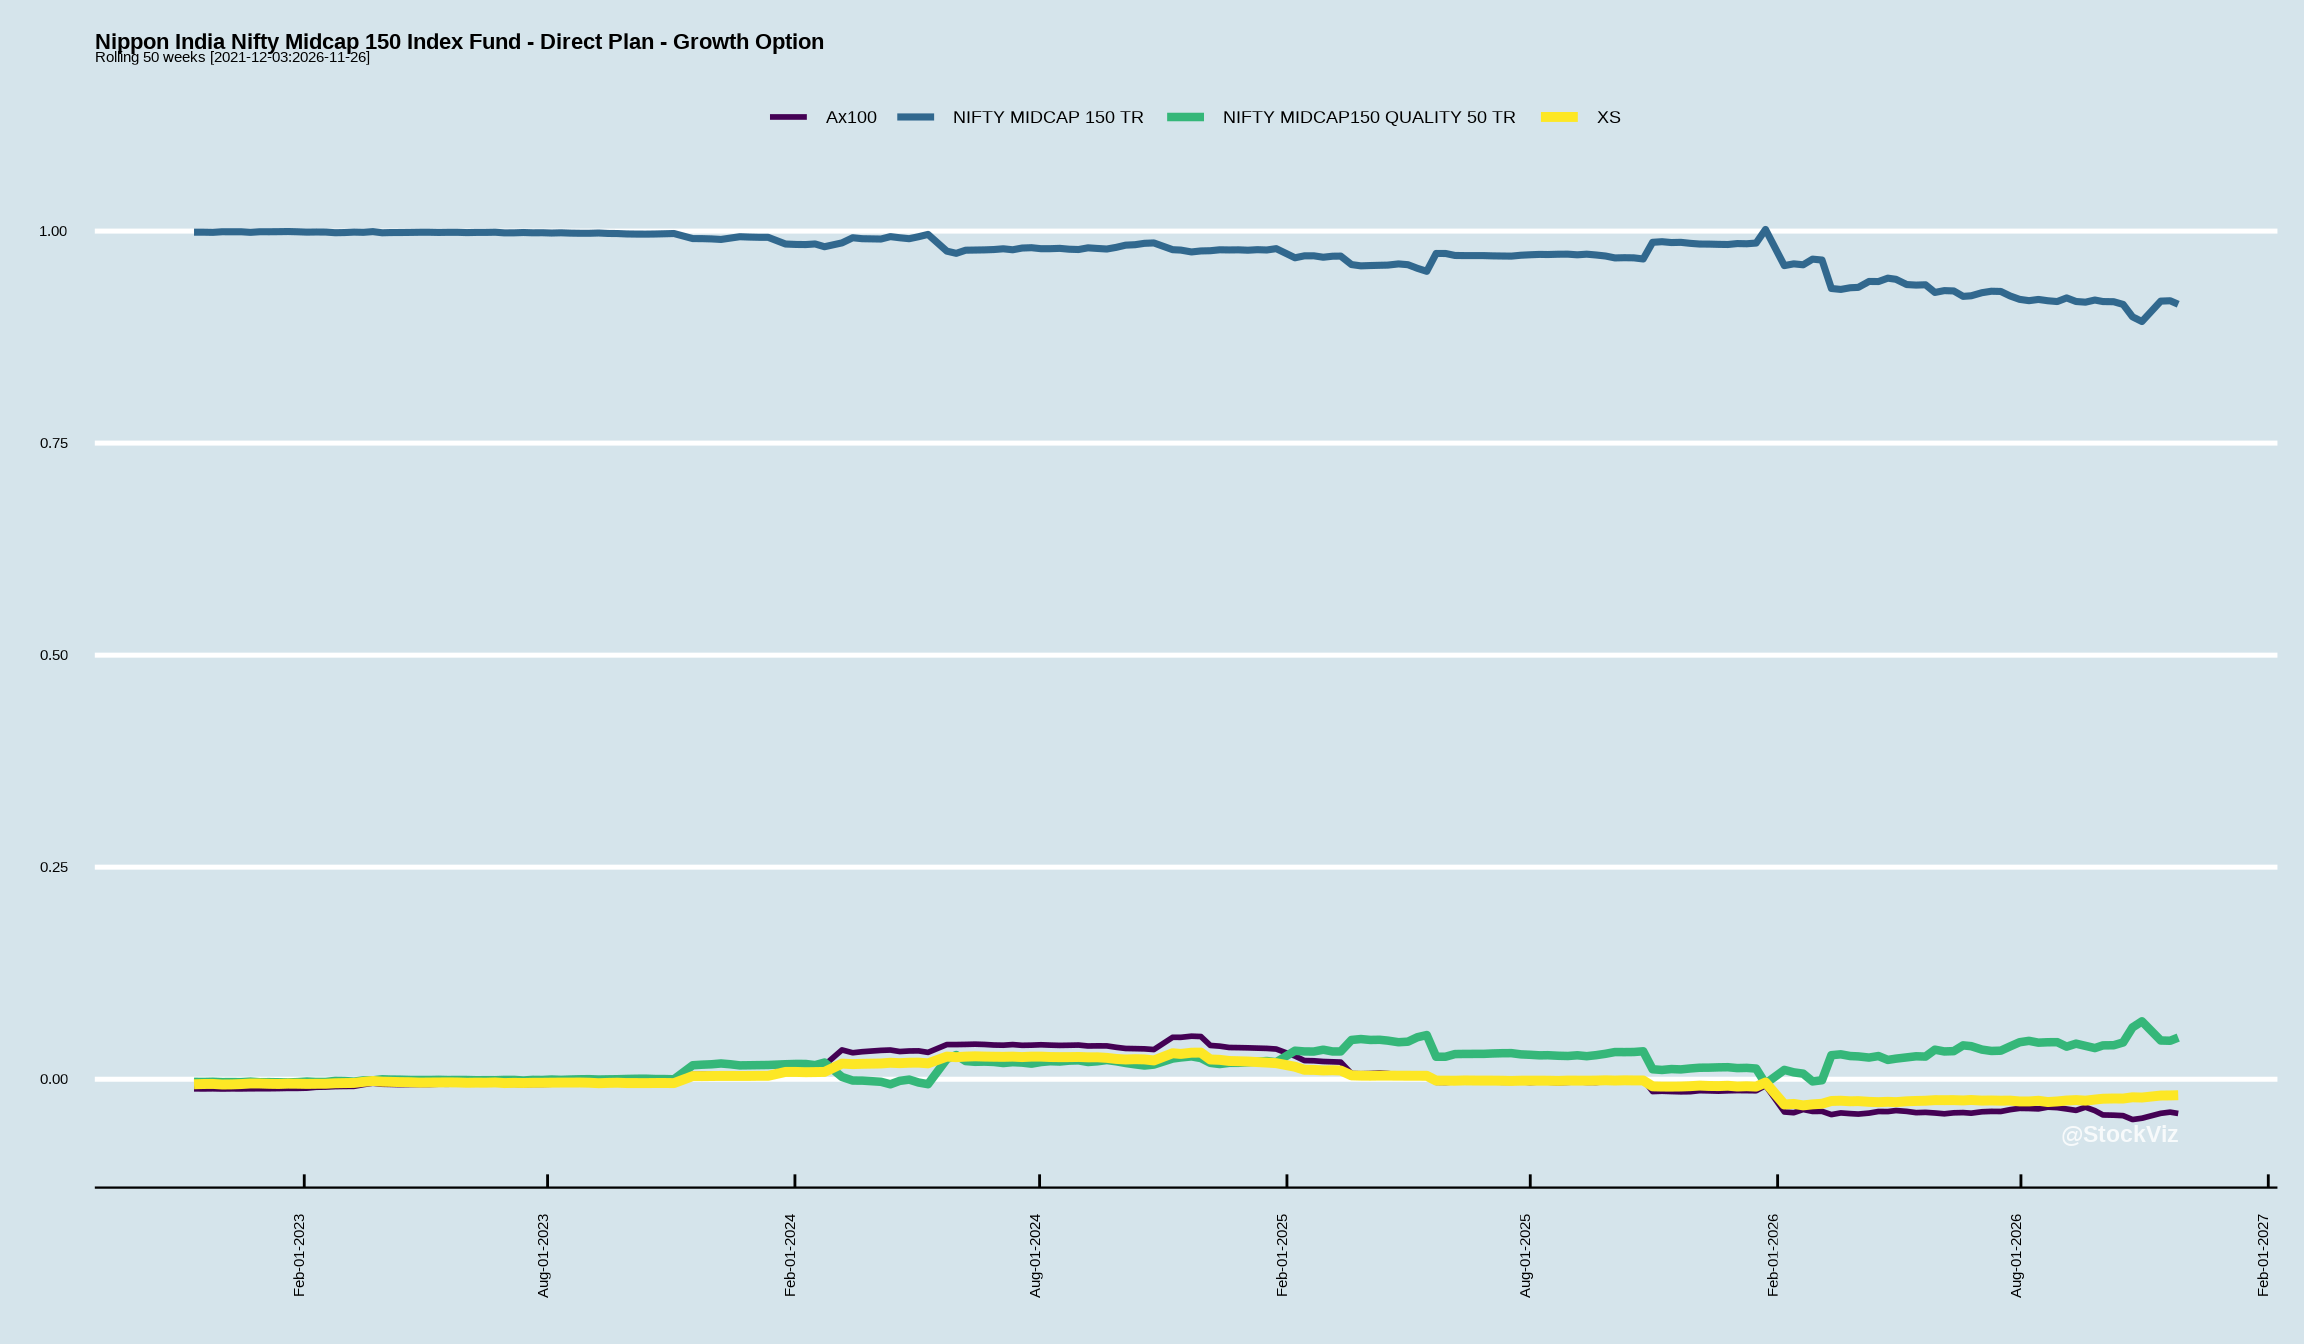 Nippon India Nifty Midcap 150 Index Fund - Direct Plan - Growth Option
Rolling 50 weeks [2021-12-03:2026-11-26]
Ax100 NIFTY MIDCAP 150 TR NIFTY MIDCAP150 QUALITY 50 TR XS
1.00
0.75
0.50
0.25
0.00
@StockViz
Feb-01-2023
Aug-01-2023
Feb-01-2024
Aug-01-2024
Feb-01-2025
Aug-01-2025
Feb-01-2026
Aug-01-2026
Feb-01-2027